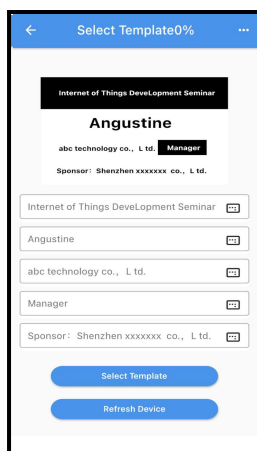 Select Template0%
Internet of Things DeveLopment Seminar
Angustine
abc technology co., L td. Manager
Sponsor: Shenzhen xxxxxxx co., L td.
Internet of Things DeveLopment Seminar
Angustine
abc technology co., L td.
Manager
Sponsor: Shenzhen xxxxxxx co., L td.
Select Template
Refresh Device